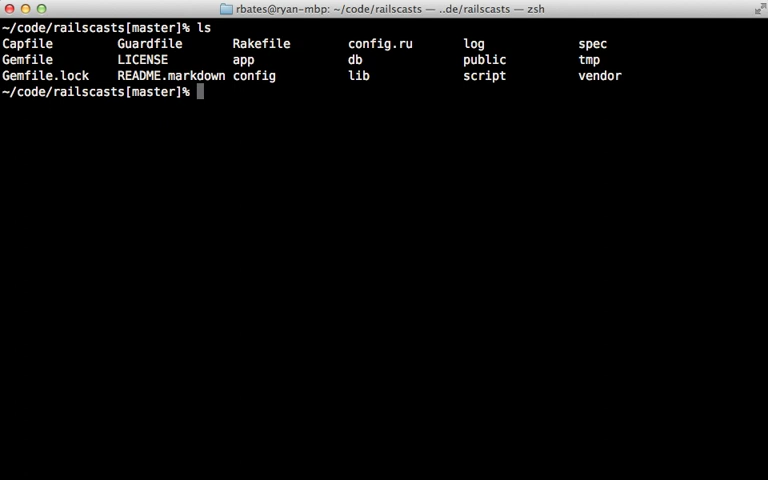 rbates@ryan-mbp: ~/code/railscasts — ..de/railscasts — zsh
~/code/railscasts[master]% ls
Capfile Guardfile Rakefile config.ru log spec
Gemfile LICENSE app db public tmp
Gemfile.lock README.markdown config lib script vendor
~/code/railscasts[master]%